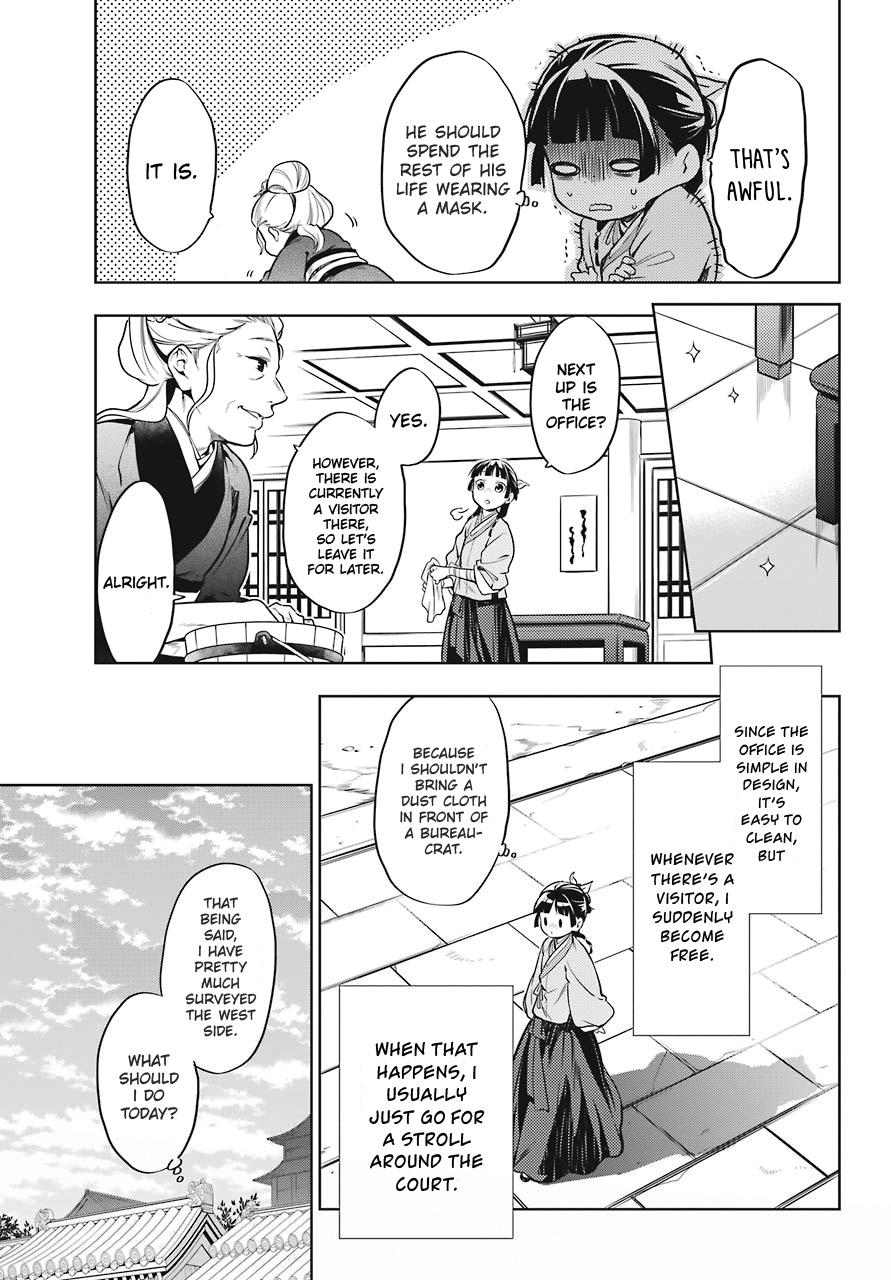 THAT'S
AWFUL.
HE SHOULD
SPEND THE
REST OF HIS
LIFE WEARING
A MASK.
IT IS.
NEXT
UP IS
THE
OFFICE?
YES.
HOWEVER,
THERE IS
CURRENTLY
A VISITOR
THERE,
SO LET'S
LEAVE IT
FOR LATER.
ALRIGHT.
SINCE THE
OFFICE IS
SIMPLE IN
DESIGN,
IT'S
EASY TO
CLEAN,
BUT
WHENEVER
THERE'S A
VISITOR, I
SUDDENLY
BECOME
FREE.
BECAUSE
I SHOULDN'T
BRING A
DUST CLOTH
IN FRONT OF
A BUREAU-
CRAT.
WHEN THAT
HAPPENS, I
USUALLY
JUST GO FOR
A STROLL
AROUND THE
COURT.
THAT
BEING
SAID,
I HAVE
PRETTY
MUCH
SURVEYED
THE WEST
SIDE.
WHAT
SHOULD
I DO
TODAY?